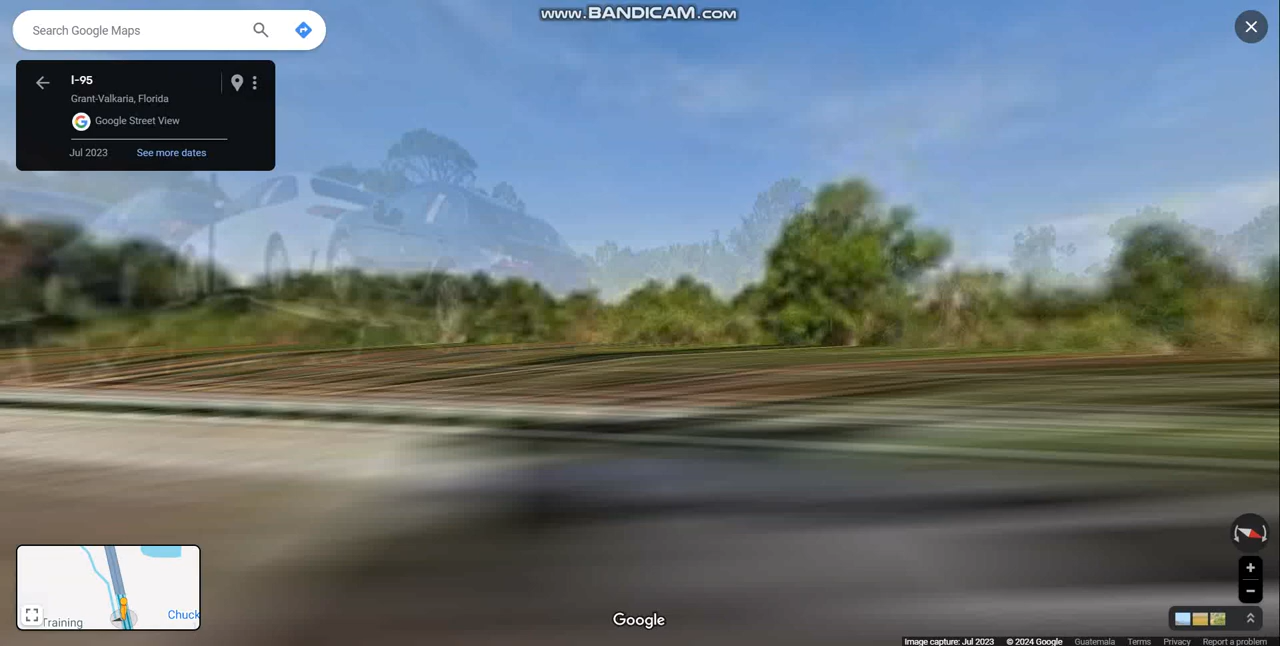 www.BANDICAM.com
Search Google Maps
I-95
Grant-Valkaria, Florida
Google Street View
Jul 2023
See more dates
Training
Chuck
Google
Image capture: Jul 2023 © 2024 Google Guatemala Terms Privacy Report a problem